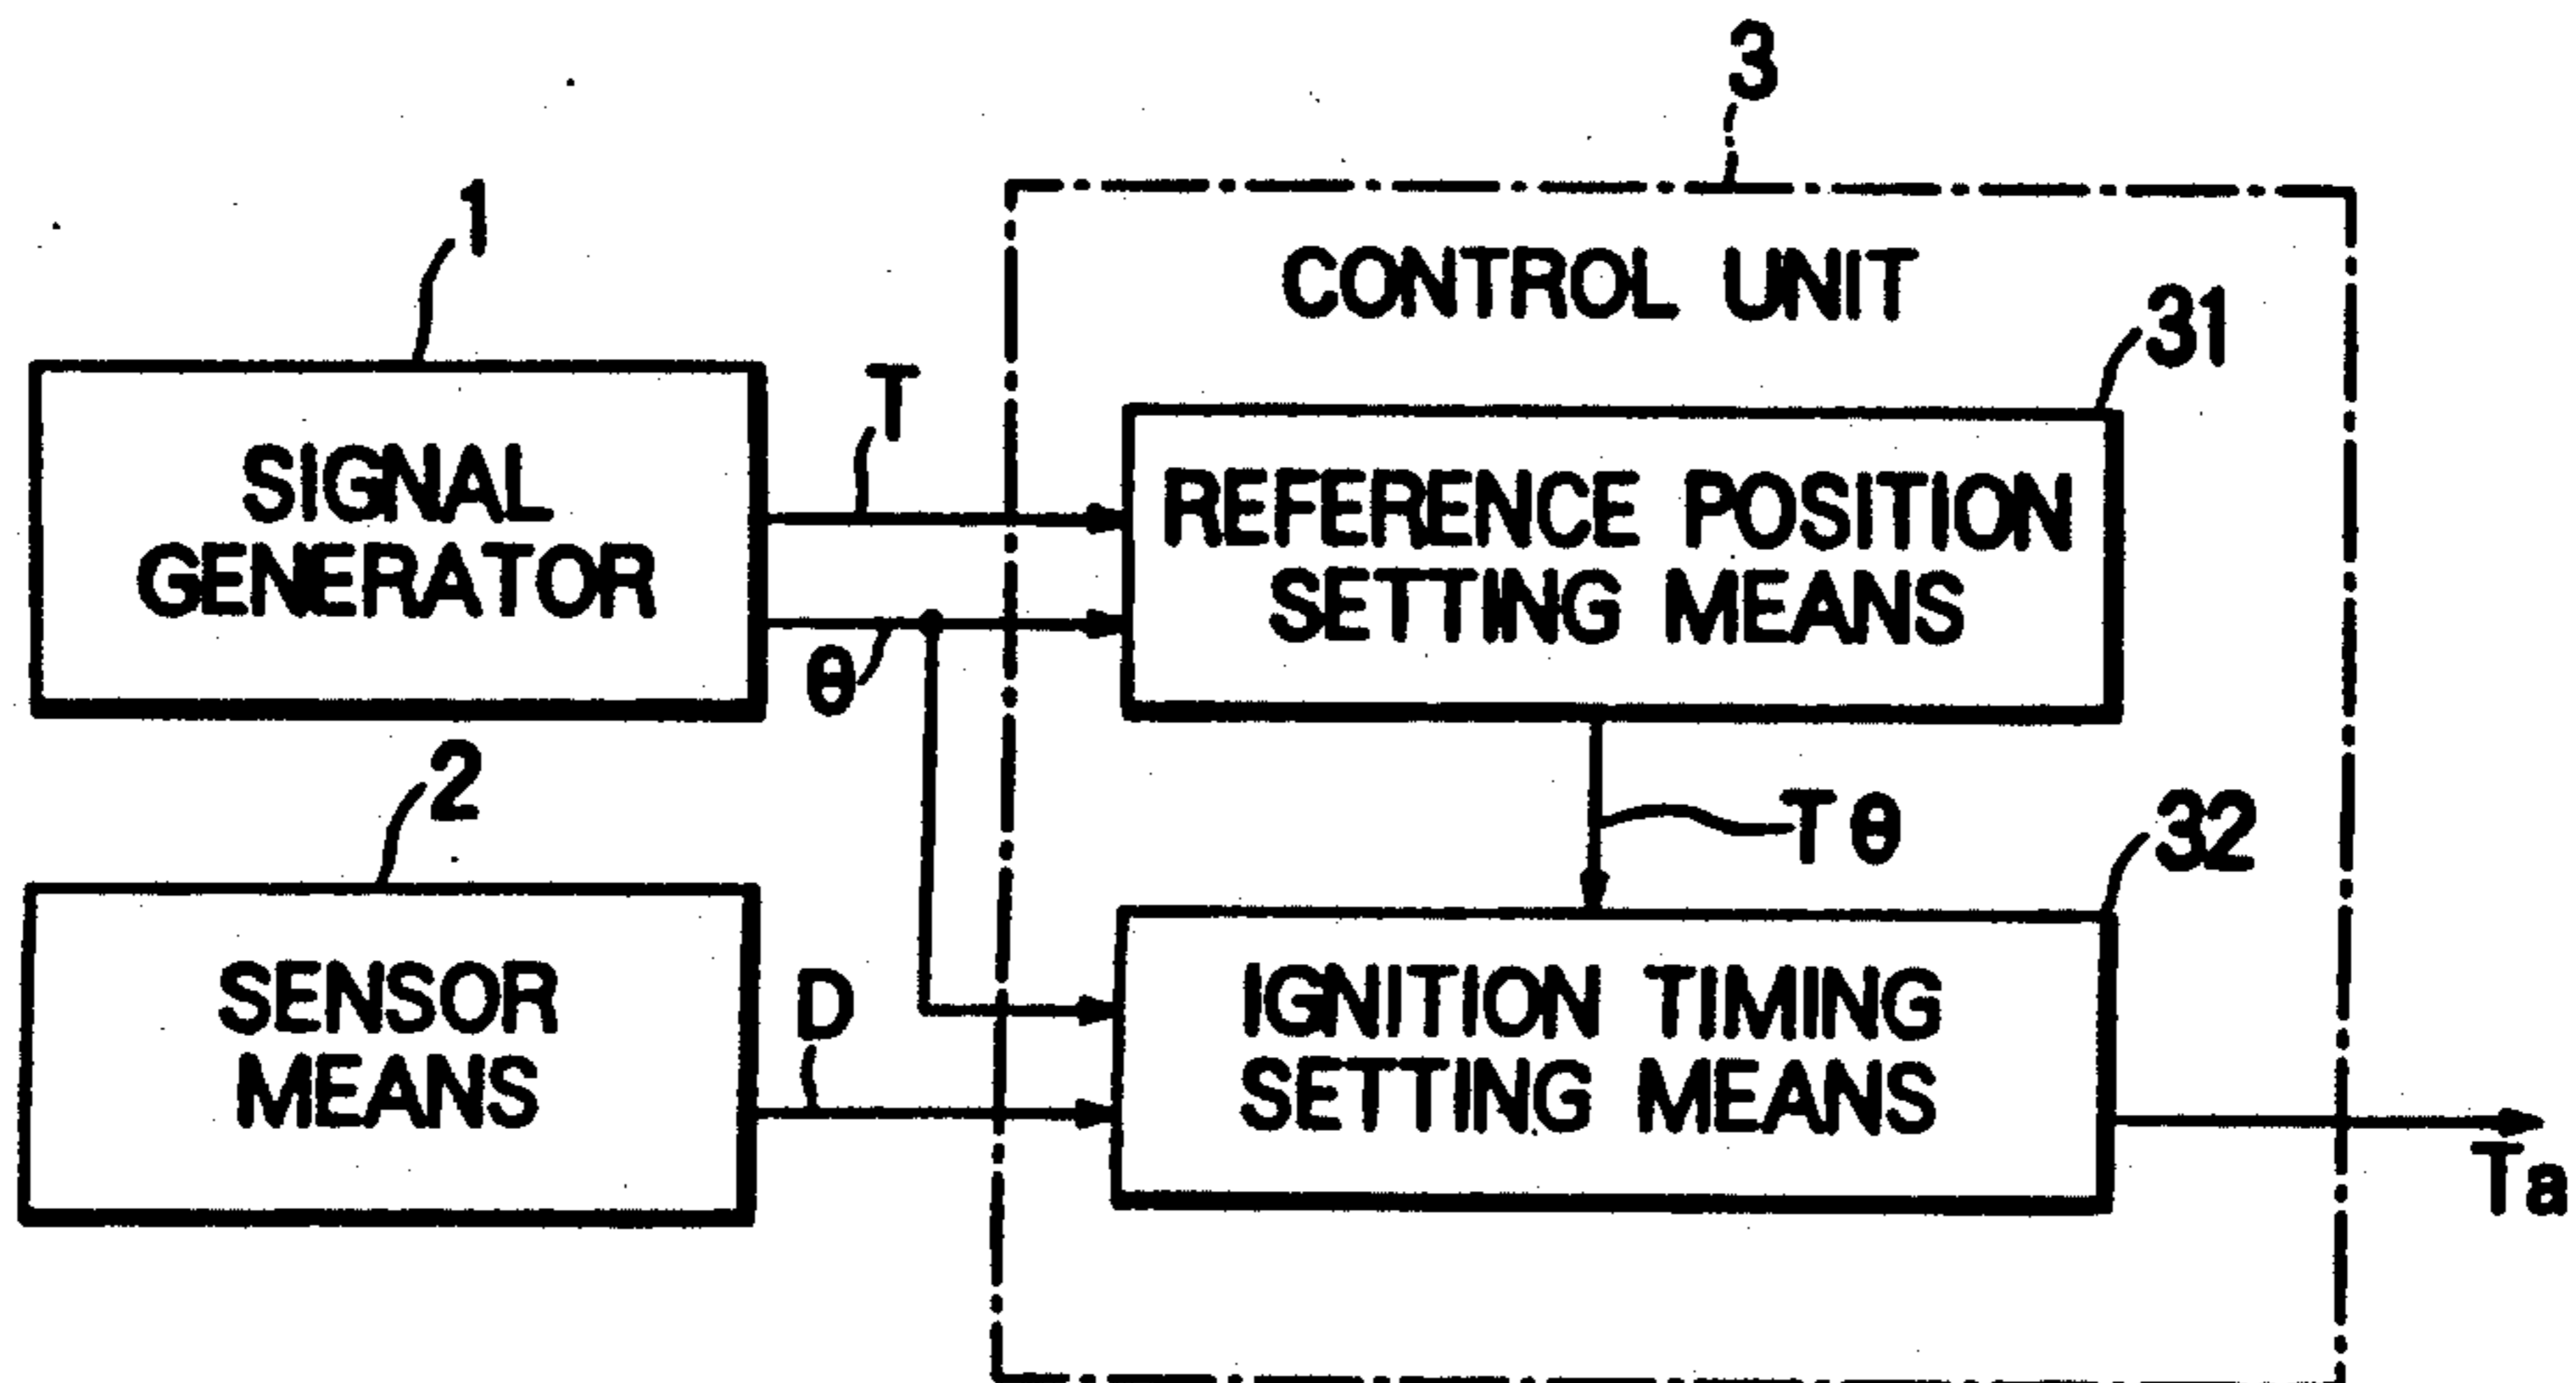 3
1
CONTROL UNIT
31
T
SIGNAL
GENERATOR
REFERENCE POSITION
SETTING MEANS
θ
2
Tθ
32
SENSOR
MEANS
D
IGNITION TIMING
SETTING MEANS
Ta